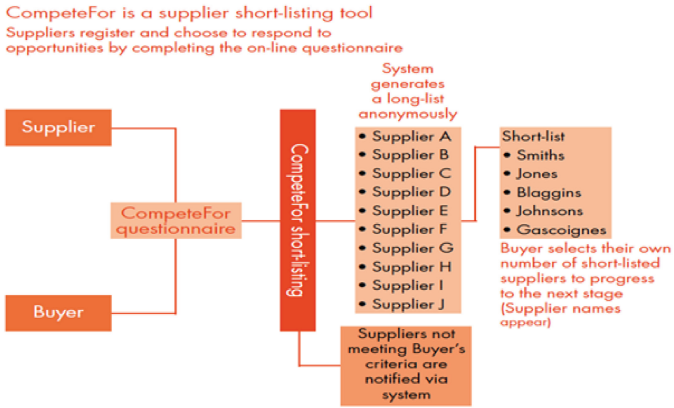 CompeteFor is a supplier short-listing tool
Suppliers register and choose to respond to
opportunities by completing the on-line questionnaire
Supplier
Buyer
CompeteFor
questionnaire
CompeteFor short-listing
System
generates
a long-list
anonymously
• Supplier A
• Supplier B
• Supplier C
• Supplier D
• Supplier E
• Supplier F
• Supplier G
• Supplier H
• Supplier I
• Supplier J
Short-list
• Smiths
• Jones
• Blaggins
• Johnsons
• Gascoignes
Buyer selects their own
number of short-listed
suppliers to progress
to the next stage
(Supplier names
appear)
Suppliers not
meeting Buyer's
criteria are
notified via
system